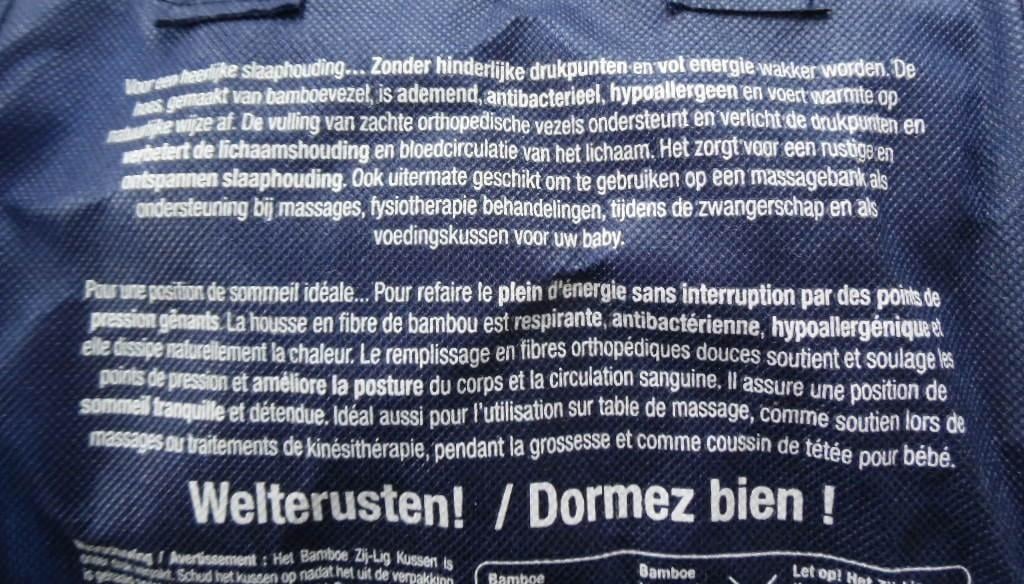 Voor een heerlijke slaaphouding... Zonder hinderlijke drukpunten en vol energie wakker worden. De
hoes, gemaakt van bamboevezel, is ademend, antibacterieel, hypoallergeen en voert warmte op
natuurlijke wijze af. De vulling van zachte orthopedische vezels ondersteunt en verlicht de drukpunten en
verbetert de lichaamshouding en bloedcirculatie van het lichaam. Het zorgt voor een rustige en
ontspannen slaaphouding. Ook uitermate geschikt om te gebruiken op een massagebank als
ondersteuning bij massages, fysiotherapie behandelingen, tijdens de zwangerschap en als
voedingskussen voor uw baby.
Pour une position de sommeil idéale... Pour refaire le plein d'énergie sans interruption par des points de
pression gênants. La housse en fibre de bambou est respirante, antibactérienne, hypoallergénique et
elle dissipe naturellement la chaleur. Le remplissage en fibres orthopédiques douces soutient et soulage les
points de pression et améliore la posture du corps et la circulation sanguine. Il assure une position de
sommeil tranquille et détendue. Idéal aussi pour l'utilisation sur table de massage, comme soutien lors de
massages ou traitements de kinésithérapie, pendant la grossesse et comme coussin de tétée pour bébé.
Welterusten! / Dormez bien !
/ Avertissement : Het Bamboe Zij-Lig Kussen is
Schud het kussen op nadat het uit de verpakking
Bamboe
Bamboe
Let op! Het